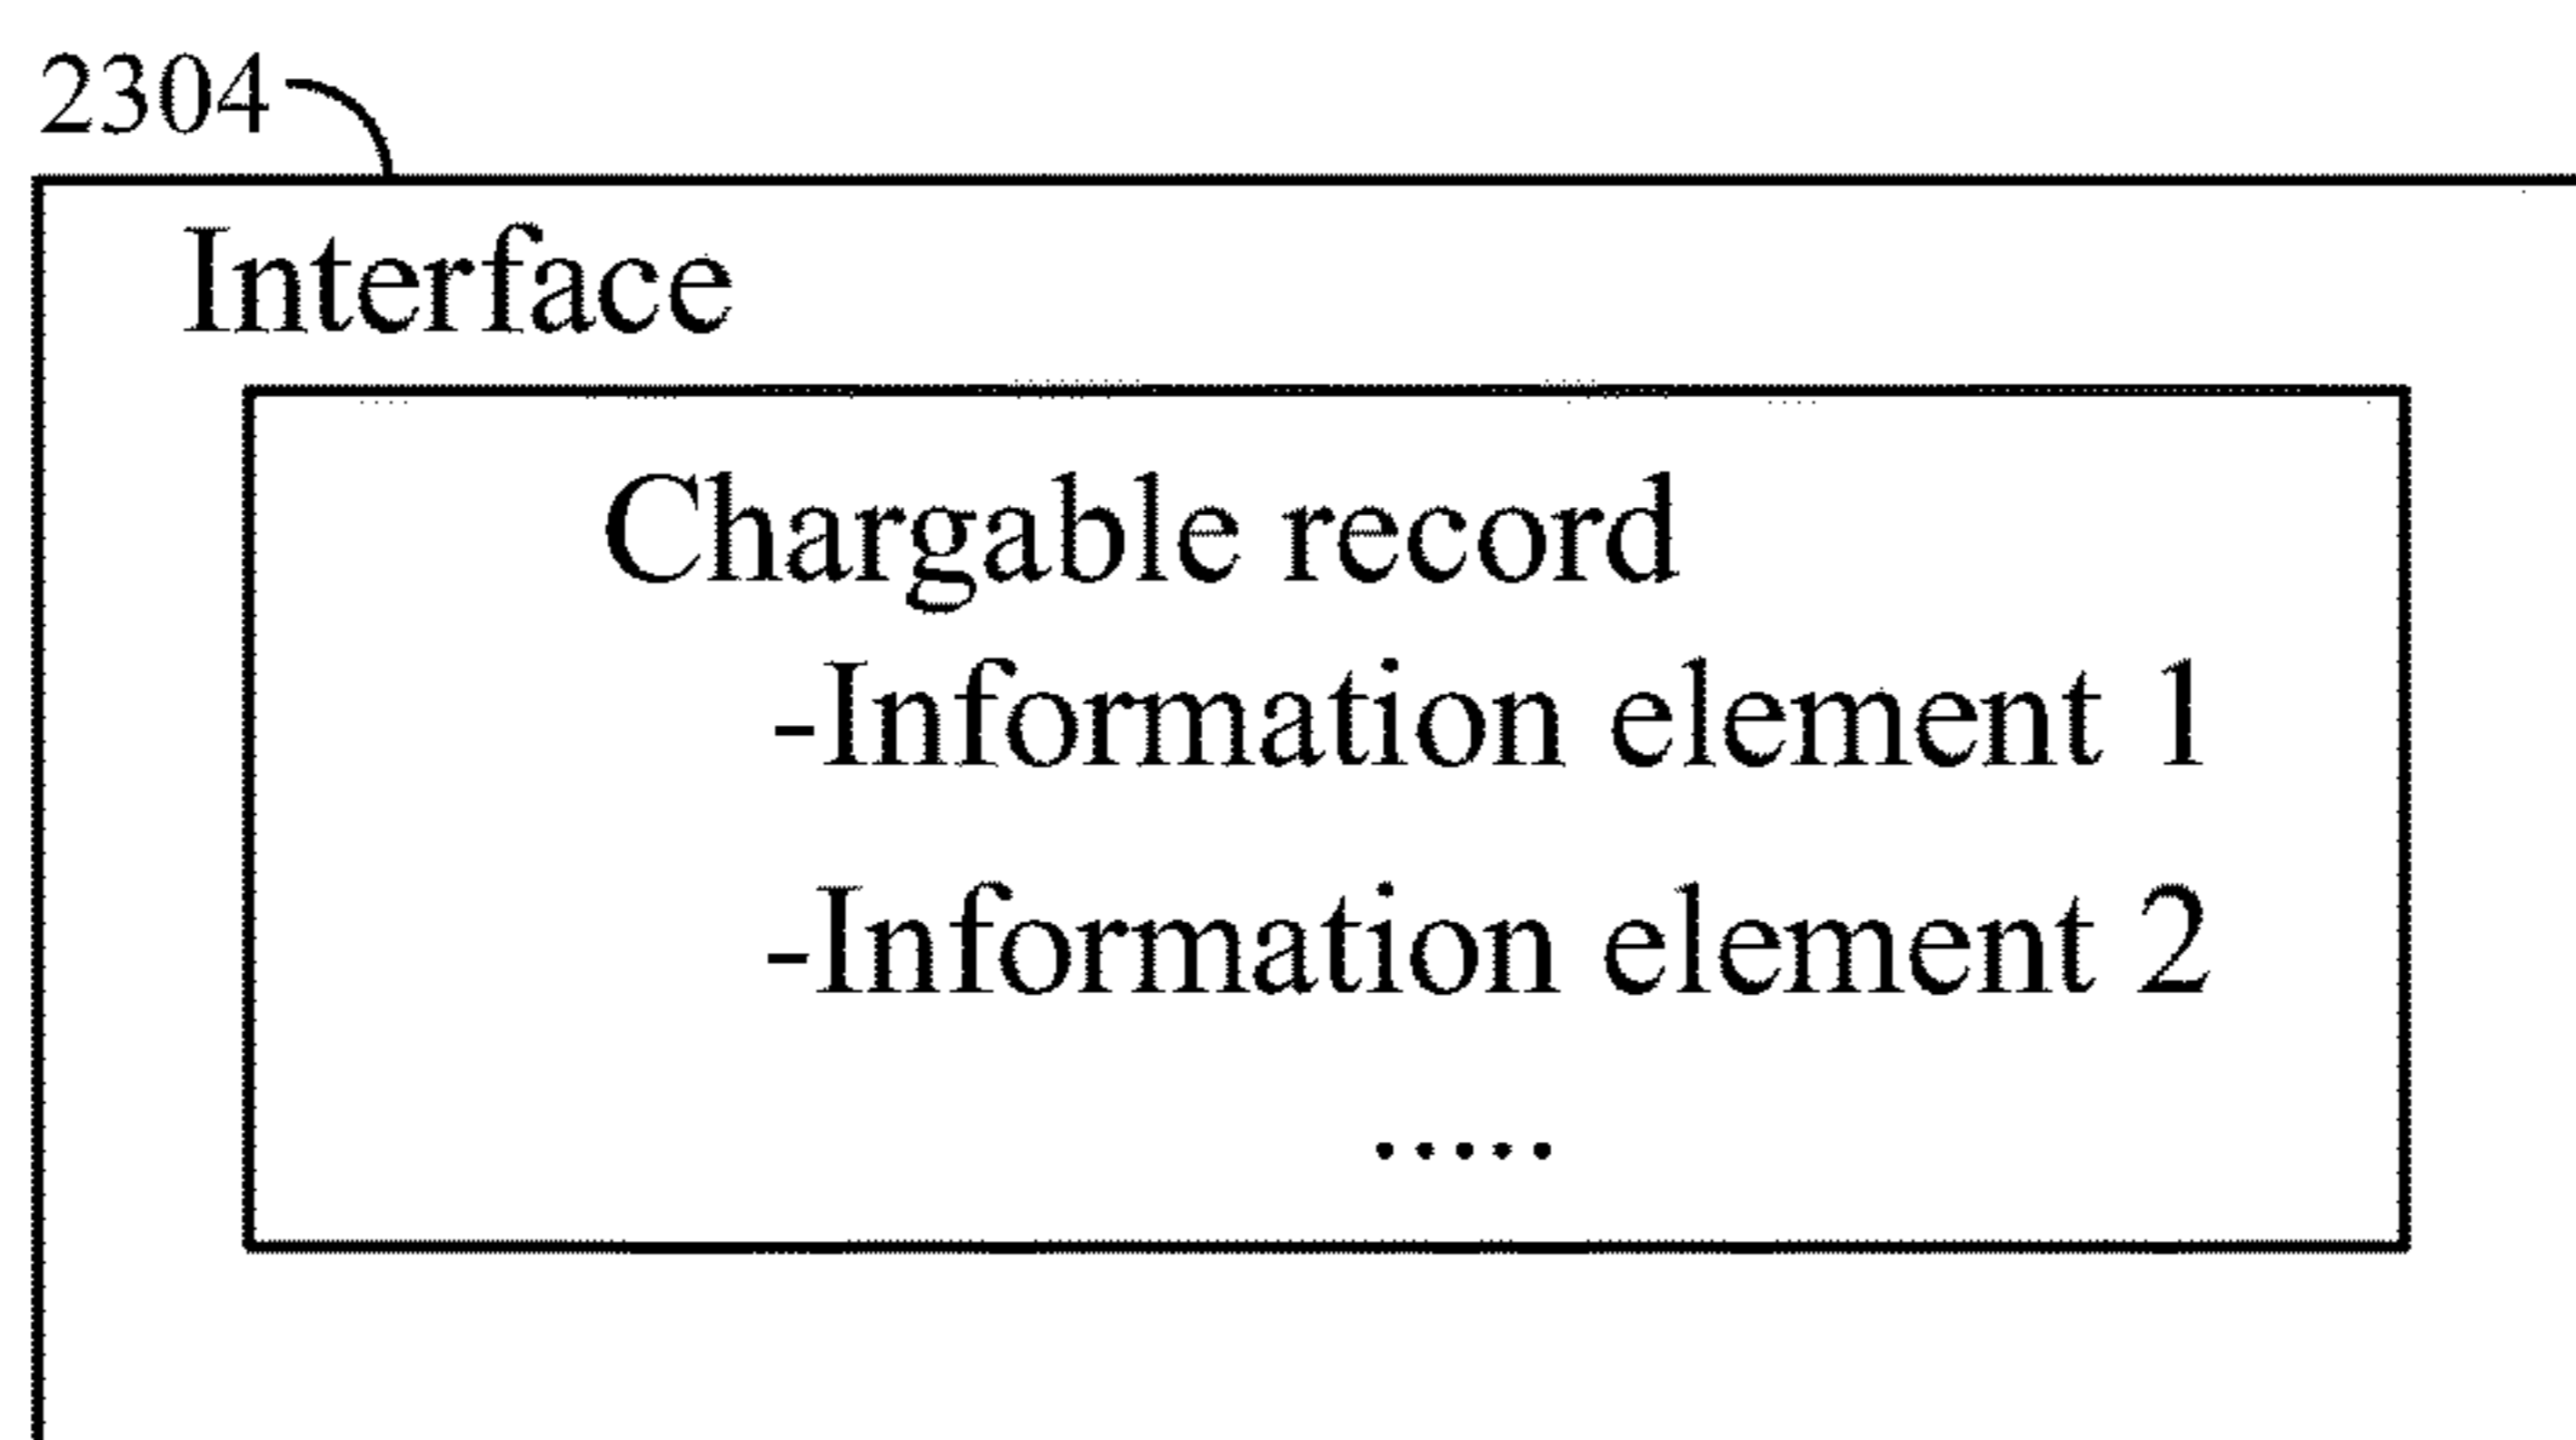 2304
Interface
Chargable record
-Information element 1
-Information element 2
.....